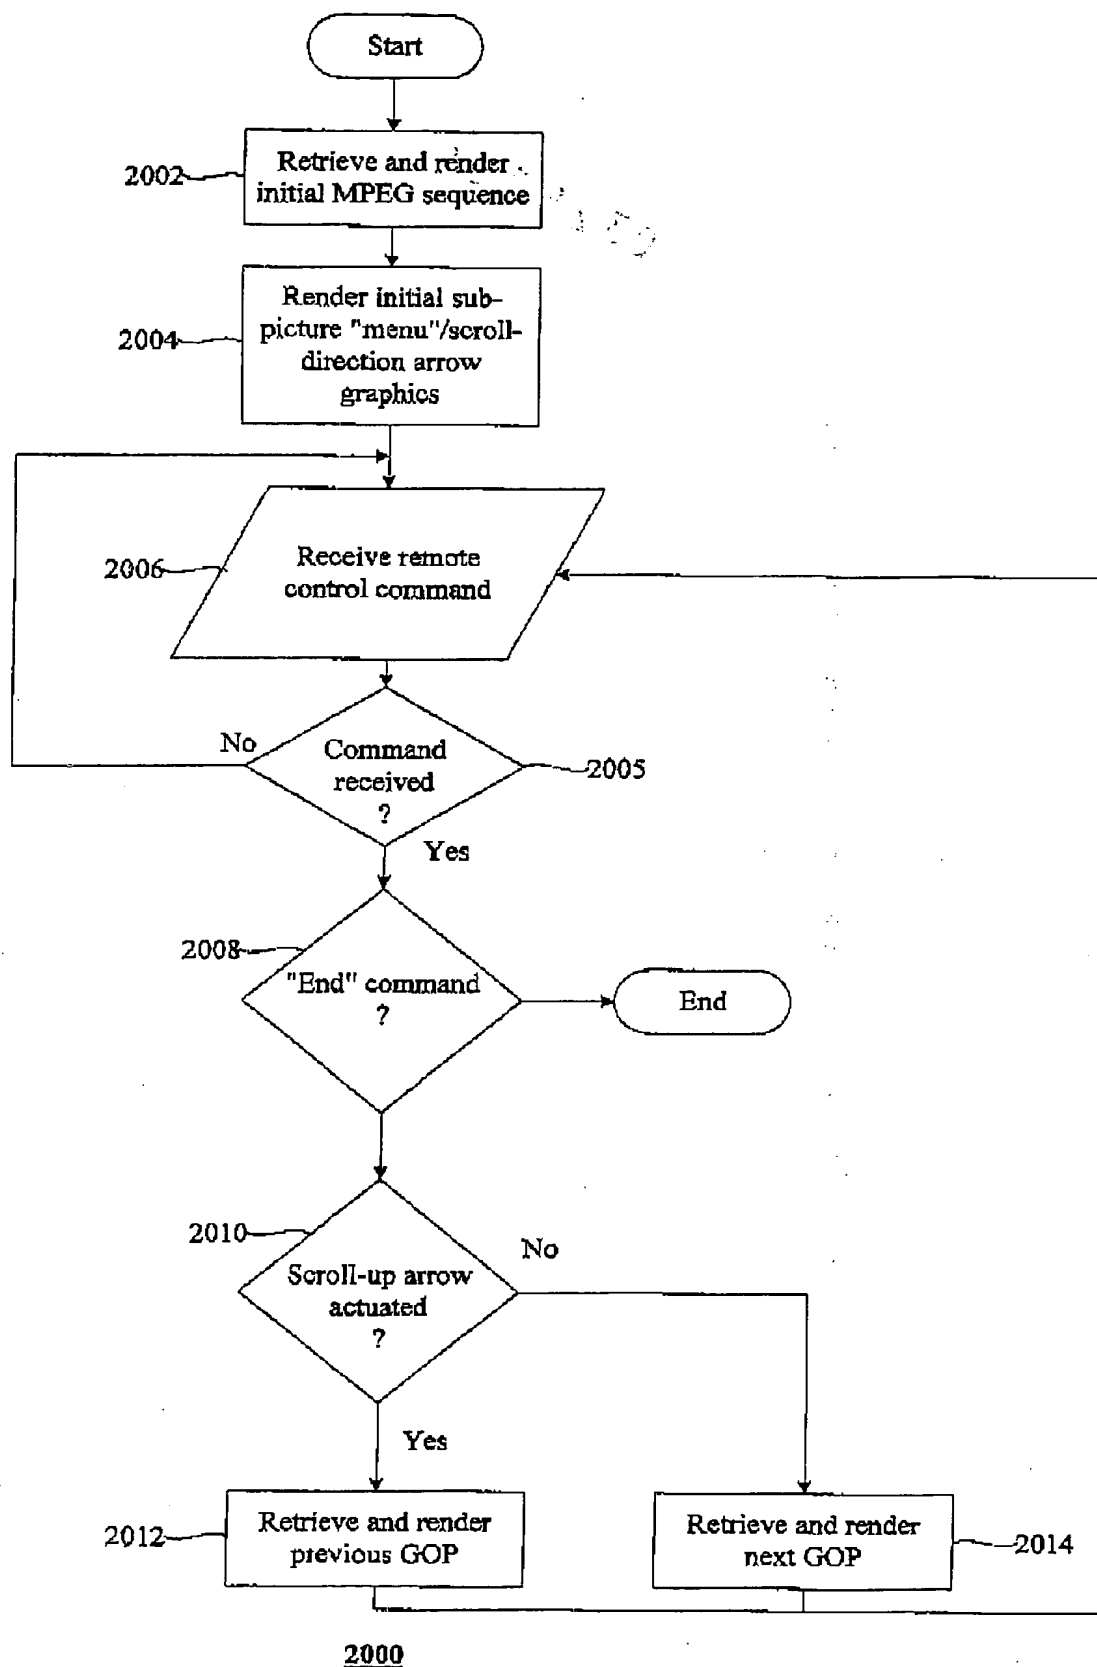 Start
2002
Retrieve and render
initial MPEG sequence
2004
Render initial sub-
picture "menu"/scroll-
direction arrow
graphics
2006
Receive remote
control command
No
Command
received
?
2005
Yes
2008
"End" command
?
End
2010
Scroll-up arrow
actuated
?
No
Yes
2012
Retrieve and render
previous GOP
Retrieve and render
next GOP
2014
2000